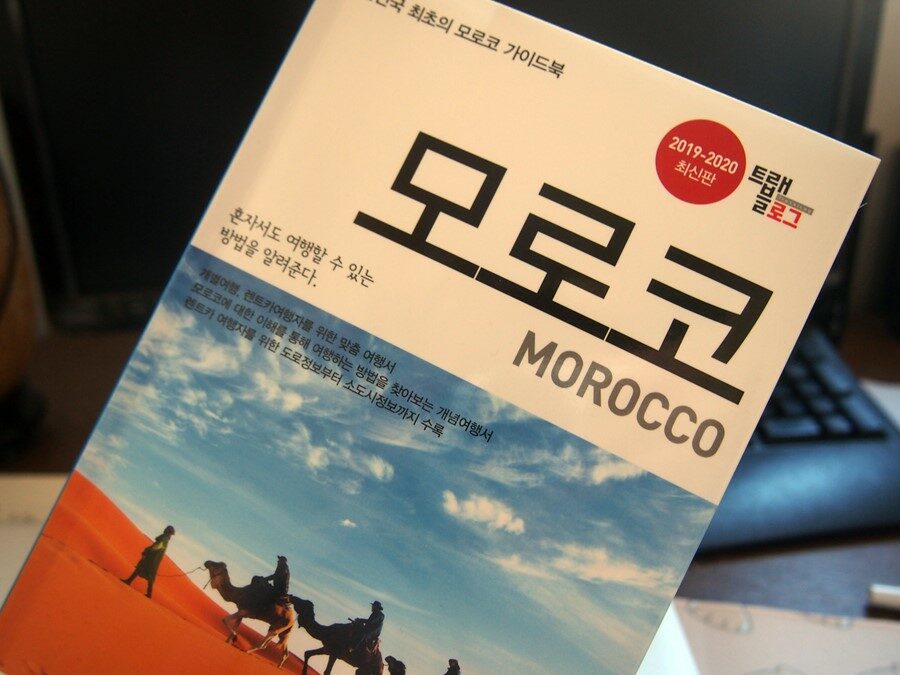 최초의 모로코 가이드북
2019-2020
최신판
트래
블로그
모로코
MOROCCO
혼자서도 여행할 수 있는
방법을 알려준다.
개별여행, 렌트카여행자를 위한 맞춤 여행서
모로코에 대한 이해를 통해 여행하는 방법을 찾아보는 개념여행서
렌트카 여행자를 위한 도로정보부터 소도시정보까지 수록